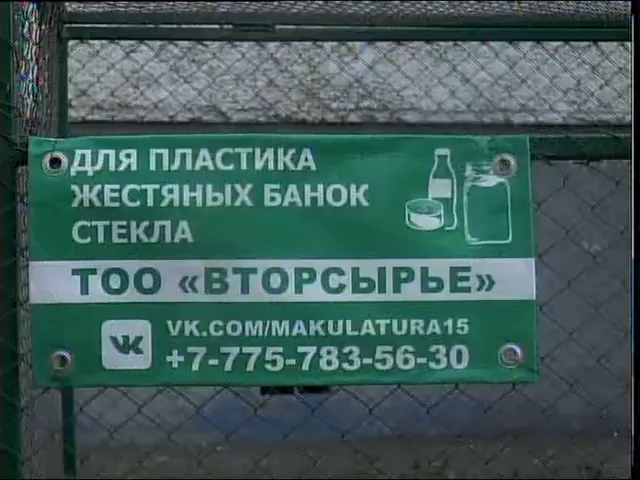 ДЛЯ ПЛАСТИКА
ЖЕСТЯНЫХ БАНОК
СТЕКЛА
ТОО «ВТОРСЫРЬЕ»
VK.COM/MAKULATURA15
+7-775-783-56-30